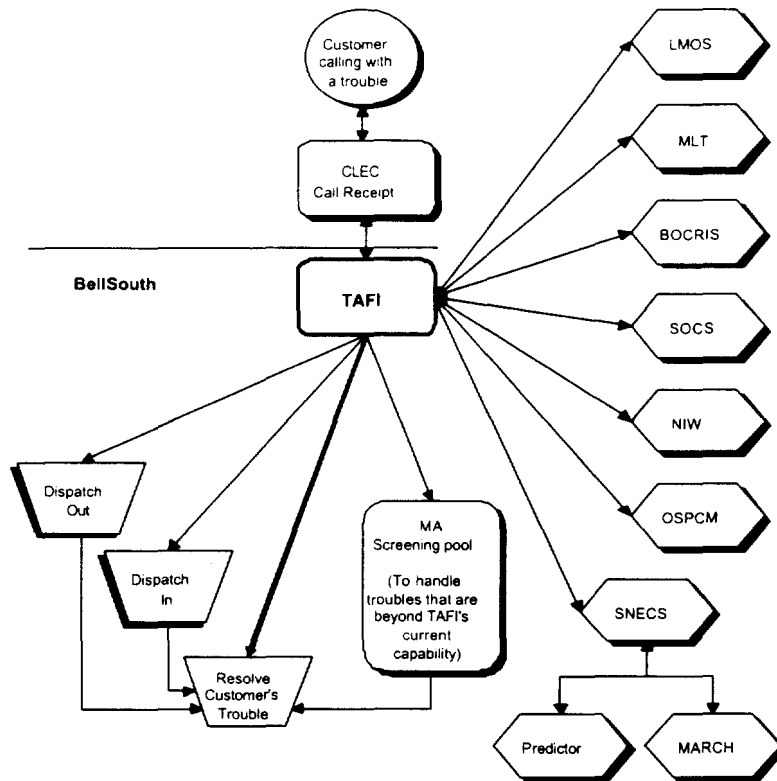 Customer
calling with
a trouble
CLEC
Call Receipt
BellSouth
TAFI
LMOS
MLT
BOCRIS
SOCS
NIW
OSPCM
SNECS
Predictor
MARCH
Dispatch
Out
Dispatch
In
MA
Screening pool
(To handle
troubles that are
beyond TAFI's
current
capability)
Resolve
Customer's
Trouble